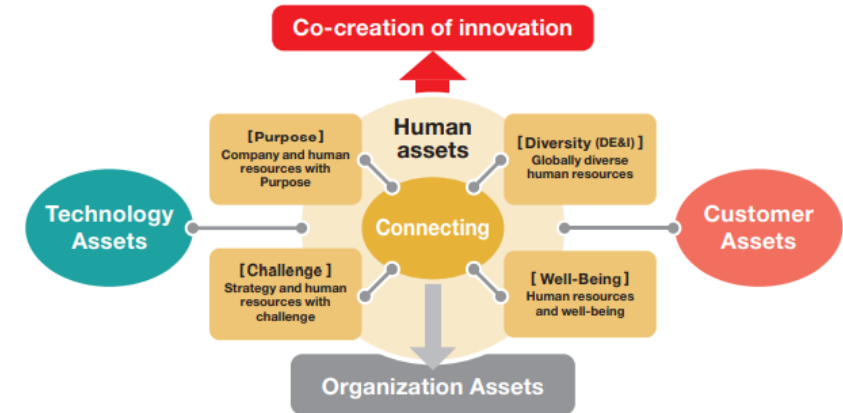 Co-creation of innovation
Human
assets
[Purpose]
Company and human
resources with
Purpose
[Diversity (DE&I)]
Globally diverse
human resources
Technology
Assets
Connecting
Customer
Assets
[Challenge]
Strategy and human
resources with
challenge
[Well-Being]
Human resources
and well-being
Organization Assets